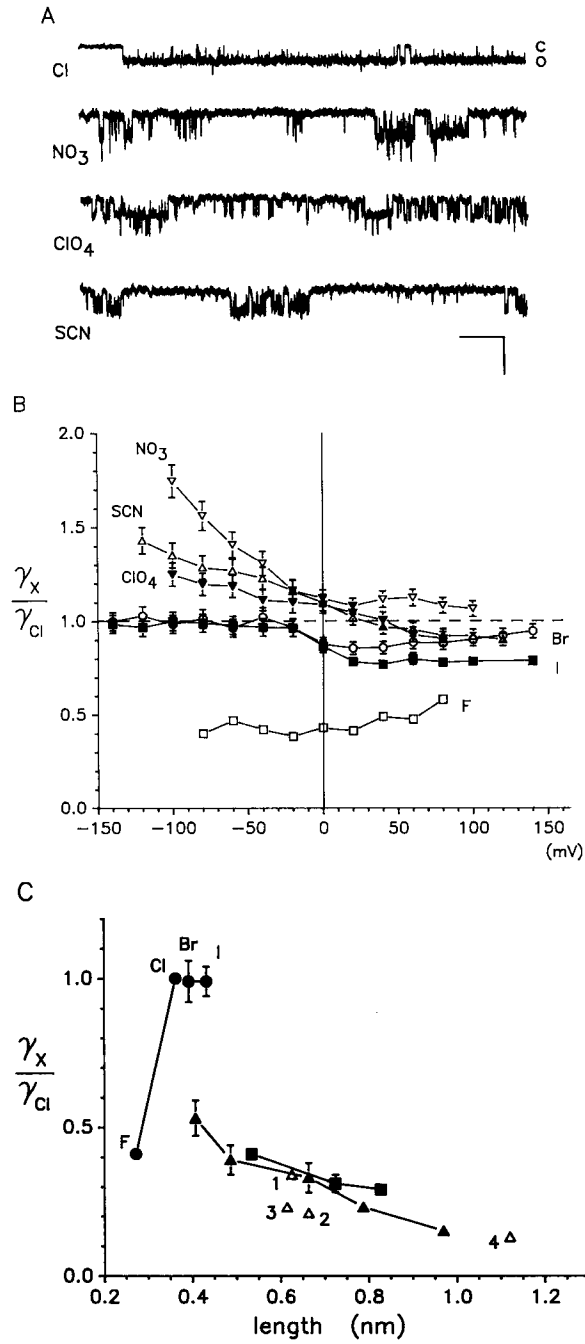 A
Cl
C
O
NO3
ClO4
SCN
B
2.0
1.5
1.0
0.5
0.0
γX
γCl
NO3
SCN
ClO4
Br
I
F
−150 −100 −50 0 50 100 150
(mV)
C
1.0
0.5
0.0
γX
γCl
Cl
Br
I
F
1
3
2
4
0.2 0.4 0.6 0.8 1.0 1.2
length (nm)